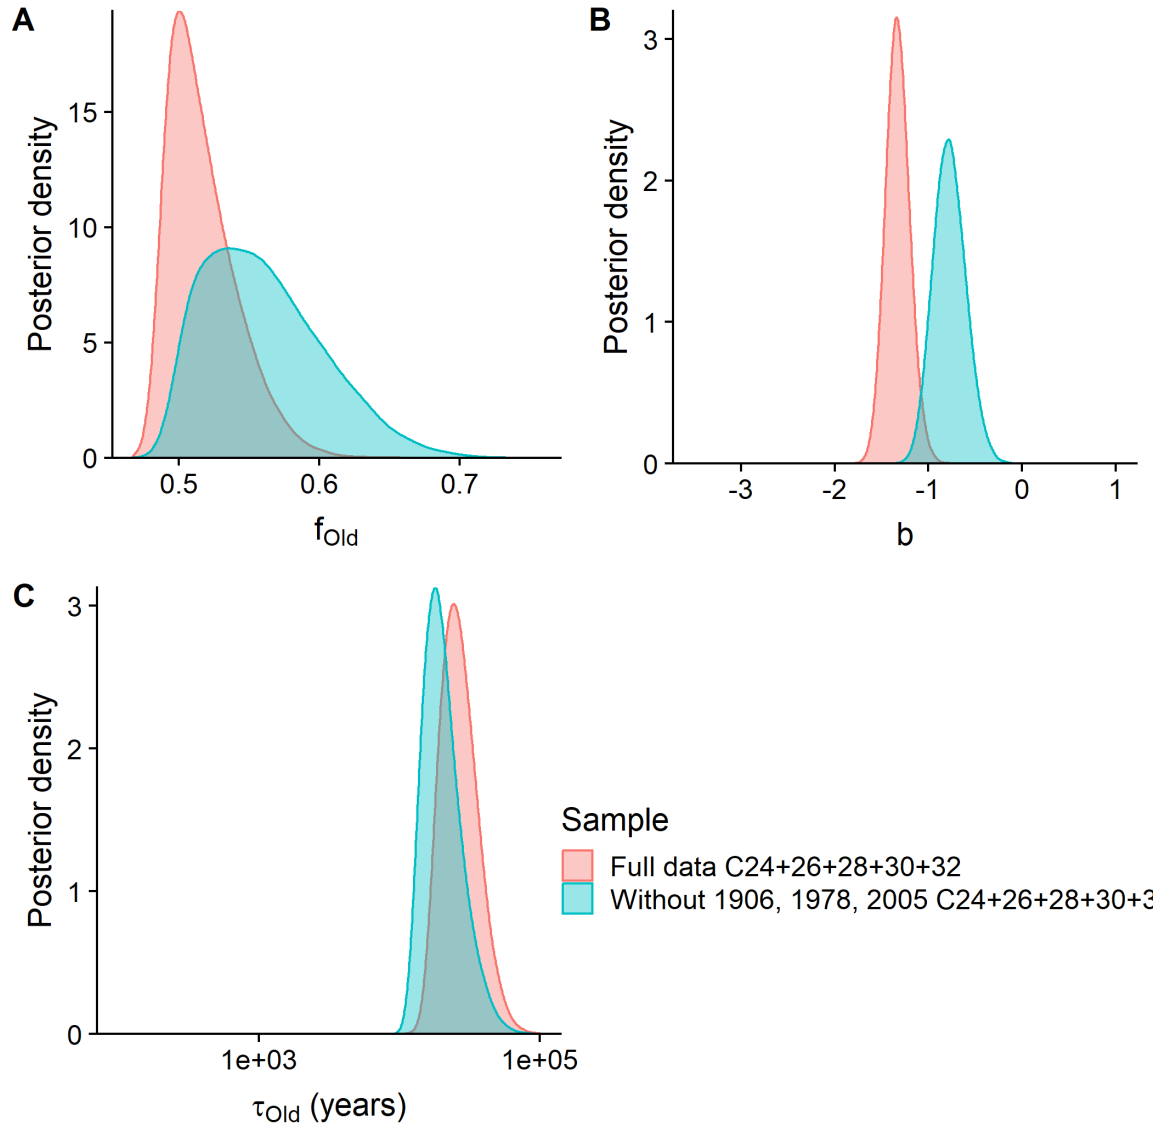 A
Posterior density
15
10
5
0
0.5 0.6 0.7
fOld
B
Posterior density
3
2
1
0
-3 -2 -1 0 1
b
C
Posterior density
3
2
1
0
1e+03 1e+05
τOld (years)
Sample
Full data C24+26+28+30+32
Without 1906, 1978, 2005 C24+26+28+30+3